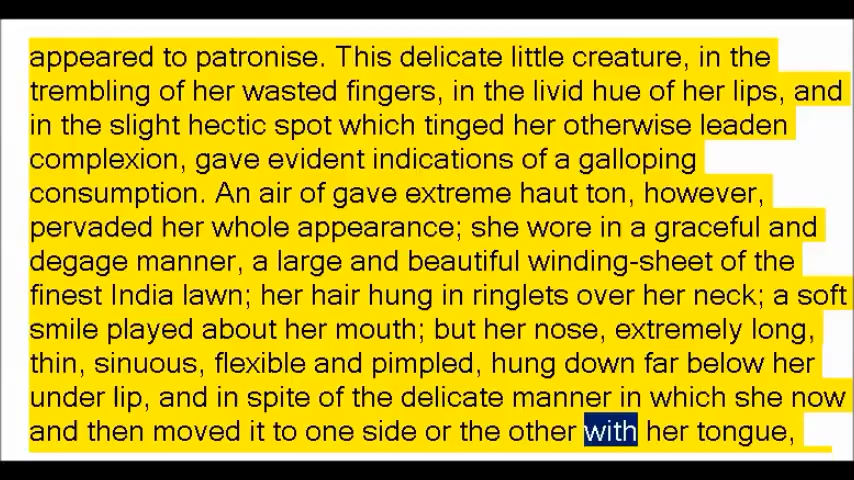 appeared to patronise. This delicate little creature, in the
trembling of her wasted fingers, in the livid hue of her lips, and
in the slight hectic spot which tinged her otherwise leaden
complexion, gave evident indications of a galloping
consumption. An air of gave extreme haut ton, however,
pervaded her whole appearance; she wore in a graceful and
degage manner, a large and beautiful winding-sheet of the
finest India lawn; her hair hung in ringlets over her neck; a soft
smile played about her mouth; but her nose, extremely long,
thin, sinuous, flexible and pimpled, hung down far below her
under lip, and in spite of the delicate manner in which she now
and then moved it to one side or the other with her tongue,